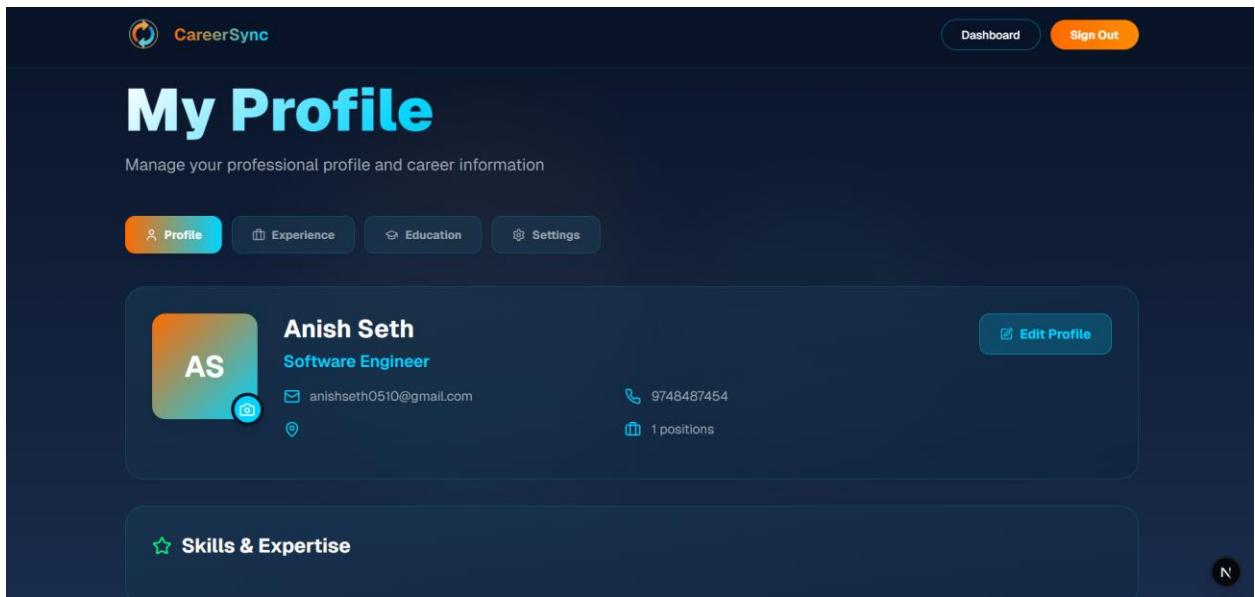 CareerSync
Dashboard
Sign Out
My Profile
Manage your professional profile and career information
Profile
Experience
Education
Settings
AS
Anish Seth
Software Engineer
Edit Profile
anishseth0510@gmail.com
9748487454
1 positions
Skills & Expertise
N